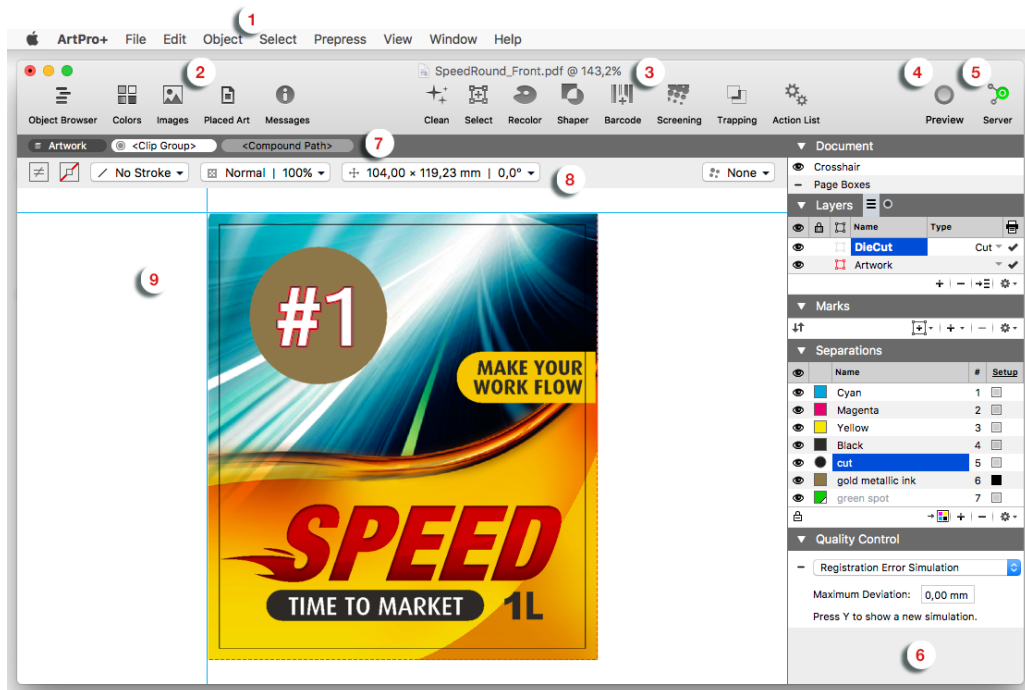 1
ArtPro+ File Edit Object Select Prepress View Window Help
2 SpeedRound_Front.pdf @ 143,2% 3 4 5
Object Browser Colors Images Placed Art Messages Clean Select Recolor Shaper Barcode Screening Trapping Action List Preview Server
Artwork <Clip Group> <Compound Path> 7
No Stroke Normal | 100% 104,00 × 119,23 mm | 0,0° 8 None
9
#1
MAKE YOUR
WORK FLOW
SPEED
TIME TO MARKET 1L
Document
Crosshair
Page Boxes
Layers
Name Type
DieCut Cut
Artwork
Marks
Separations
Name # Setup
Cyan 1
Magenta 2
Yellow 3
Black 4
cut 5
gold metallic ink 6
green spot 7
Quality Control
Registration Error Simulation
Maximum Deviation: 0,00 mm
Press Y to show a new simulation.
6